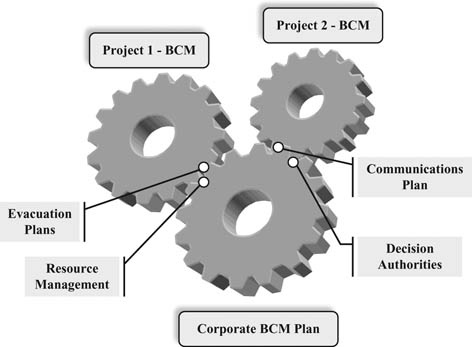 Project 2 - BCM
Project 1 - BCM
Communications
Plan
Evacuation
Plans
Decision
Authorities
Resource
Management
Corporate BCM Plan